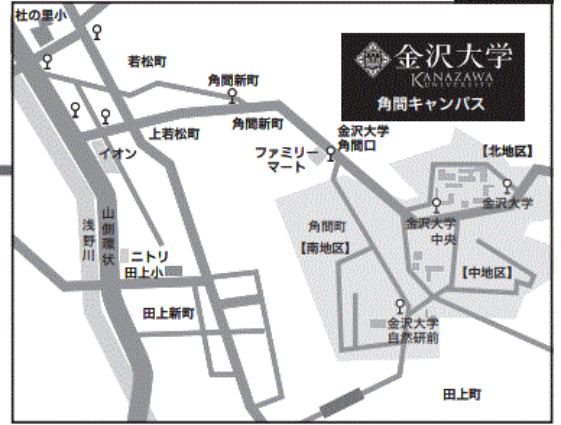 杜の里小
若松町
角間新町
角間新町
上若松町
イオン
金沢大学
KANAZAWA
UNIVERSITY
角間キャンパス
金沢大学
角間口
ファミリー
マート
【北地区】
金沢大学
金沢大学
中央
角間町
【南地区】
【中地区】
浅野川
山側環状
ニトリ
田上小
田上新町
金沢大学
自然研前
田上町